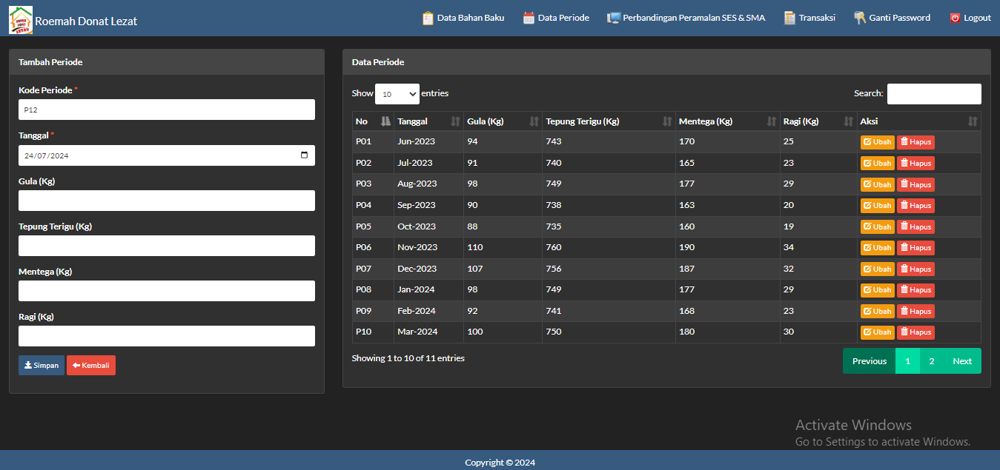 Roemah Donat Lezat Data Bahan Baku Data Periode Perbandingan Peramalan SES & SMA Transaksi Ganti Password Logout
Tambah Periode
Kode Periode *
P12
Tanggal *
24/07/2024
Gula (Kg)
Tepung Terigu (Kg)
Mentega (Kg)
Ragi (Kg)
Simpan Kembali
Data Periode
Show 10 entries Search:
No Tanggal Gula (Kg) Tepung Terigu (Kg) Mentega (Kg) Ragi (Kg) Aksi
P01 Jun-2023 94 743 170 25 Ubah Hapus
P02 Jul-2023 91 740 165 23 Ubah Hapus
P03 Aug-2023 98 749 177 29 Ubah Hapus
P04 Sep-2023 90 738 163 20 Ubah Hapus
P05 Oct-2023 88 735 160 19 Ubah Hapus
P06 Nov-2023 110 760 190 34 Ubah Hapus
P07 Dec-2023 107 756 187 32 Ubah Hapus
P08 Jan-2024 98 749 177 29 Ubah Hapus
P09 Feb-2024 92 741 168 23 Ubah Hapus
P10 Mar-2024 100 750 180 30 Ubah Hapus
Showing 1 to 10 of 11 entries Previous 1 2 Next
Activate Windows
Go to Settings to activate Windows.
Copyright © 2024